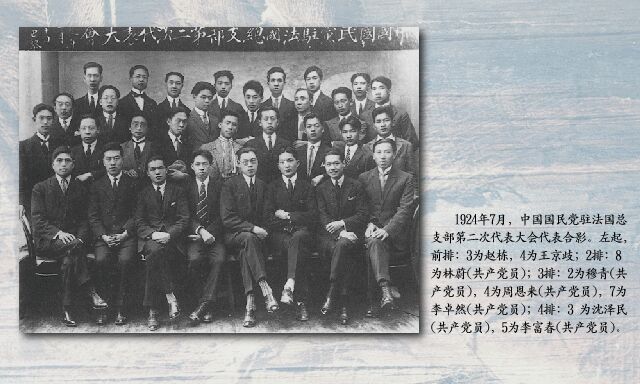 中國國民黨駐法國總支部第二次代表大會
1924年7月，中国国民党驻法国总
支部第二次代表大会代表合影。左起，
前排：3为赵栋，4为王京歧；2排：8
为林蔚(共产党员)；3排：2为穆青(共
产党员)，4为周恩来(共产党员)，7为
李卓然(共产党员)；4排：3 为沈泽民
(共产党员)，5为李富春(共产党员)。